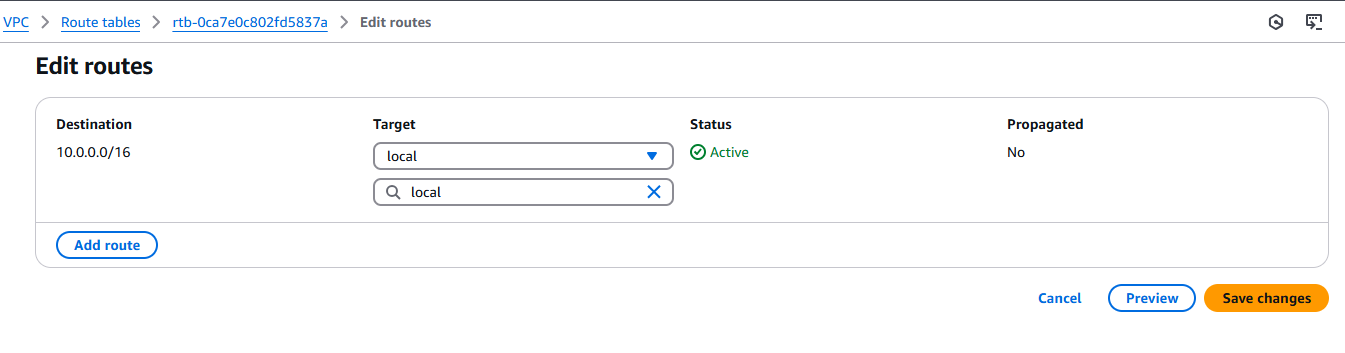 VPC > Route tables > rtb-0ca7e0c802fd5837a > Edit routes
Edit routes
Destination Target Status Propagated
10.0.0.0/16 local Active No
local
Add route
Cancel Preview Save changes